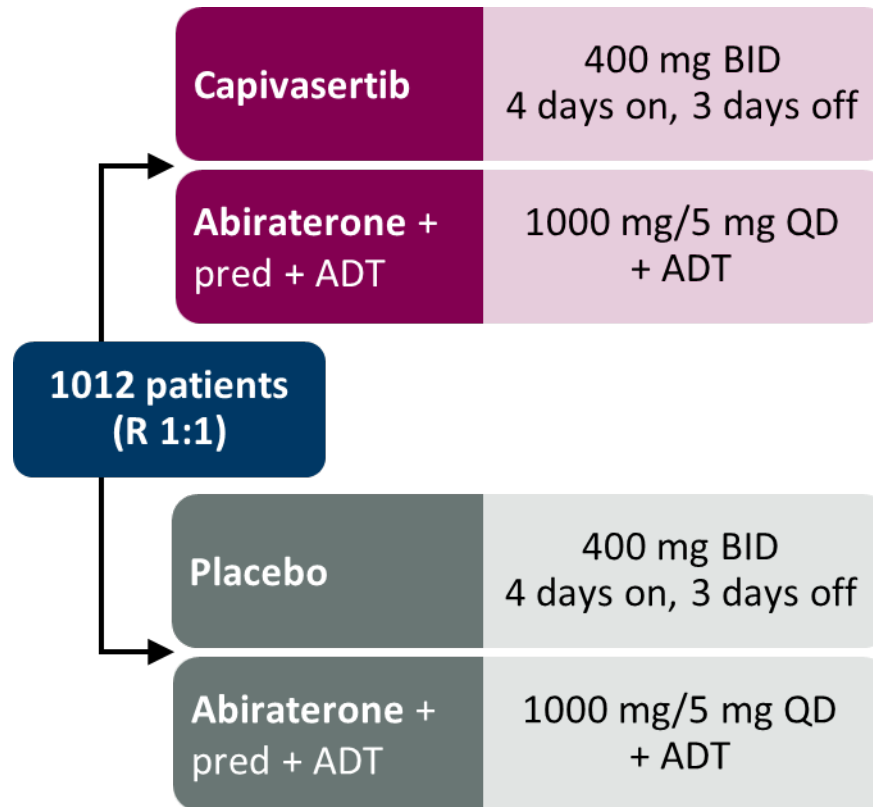 Capivasertib
400 mg BID
4 days on, 3 days off
Abiraterone +
pred + ADT
1000 mg/5 mg QD
+ ADT
1012 patients
(R 1:1)
Placebo
400 mg BID
4 days on, 3 days off
Abiraterone +
pred + ADT
1000 mg/5 mg QD
+ ADT